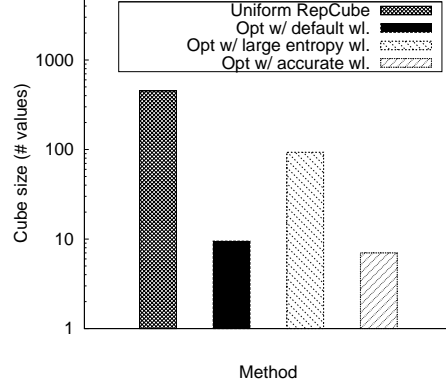 Uniform RepCube
Opt w/ default wl.
Opt w/ large entropy wl.
Opt w/ accurate wl.
1000
100
10
1
Cube size (# values)
Method